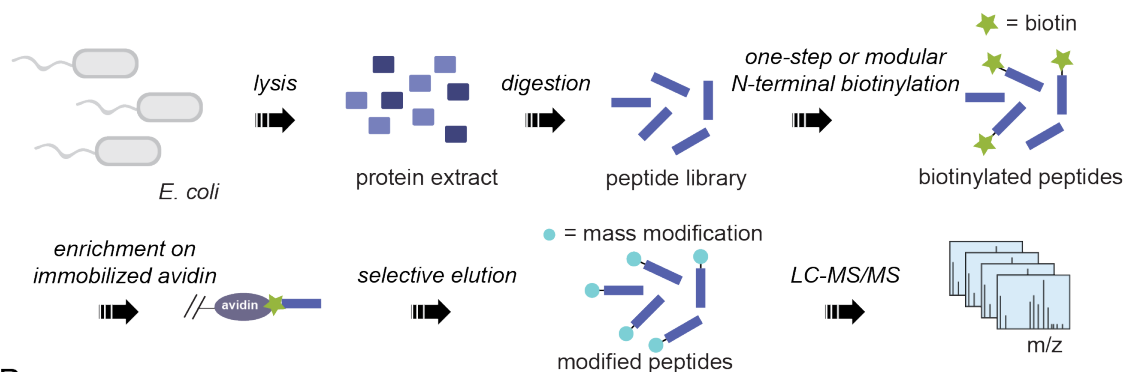 = biotin
one-step or modular
N-terminal biotinylation
lysis
digestion
protein extract
peptide library
biotinylated peptides
E. coli
enrichment on
immobilized avidin
= mass modification
selective elution
LC-MS/MS
avidin
m/z
modified peptides